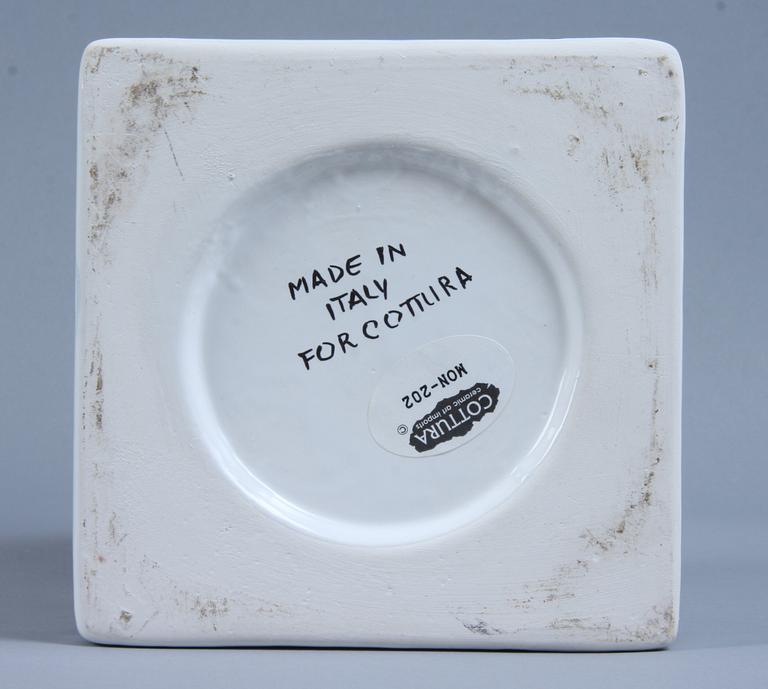 MADE IN
ITALY
FOR COTTURA
MON-202
COTTURA
ceramic art imports
©